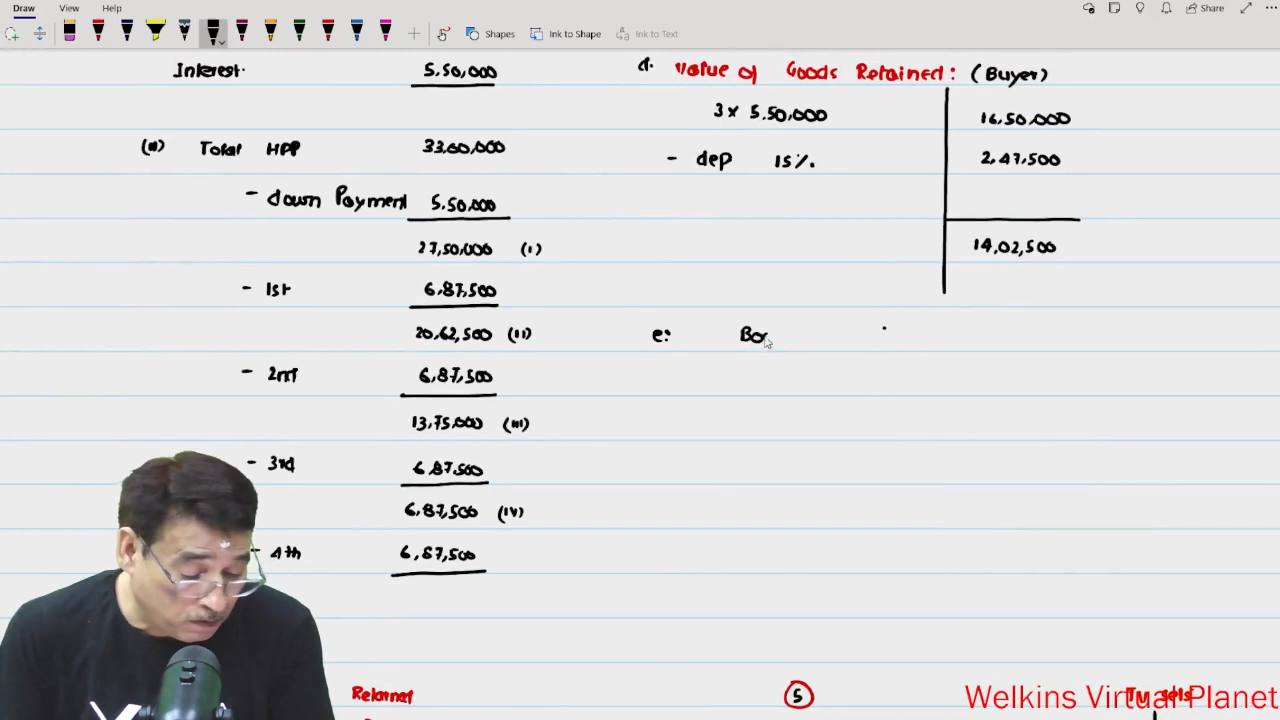 Draw View Help
Shapes Ink to Shape Ink to Text Share
Interest 5,50,000
(ii) Total HPP 33,00,000
- down Payment 5,50,000
27,50,000 (i)
- 1st 6,87,500
20,62,500 (ii)
- 2nd 6,87,500
13,75,000 (iii)
- 3rd 6,87,500
6,87,500 (iv)
- 4th 6,87,500
d. Value of Goods Retained: (Buyer)
3 x 5,50,000 16,50,000
- dep 15% 2,47,500
14,02,500
e: Boo
5
Welkins Virtual Planet